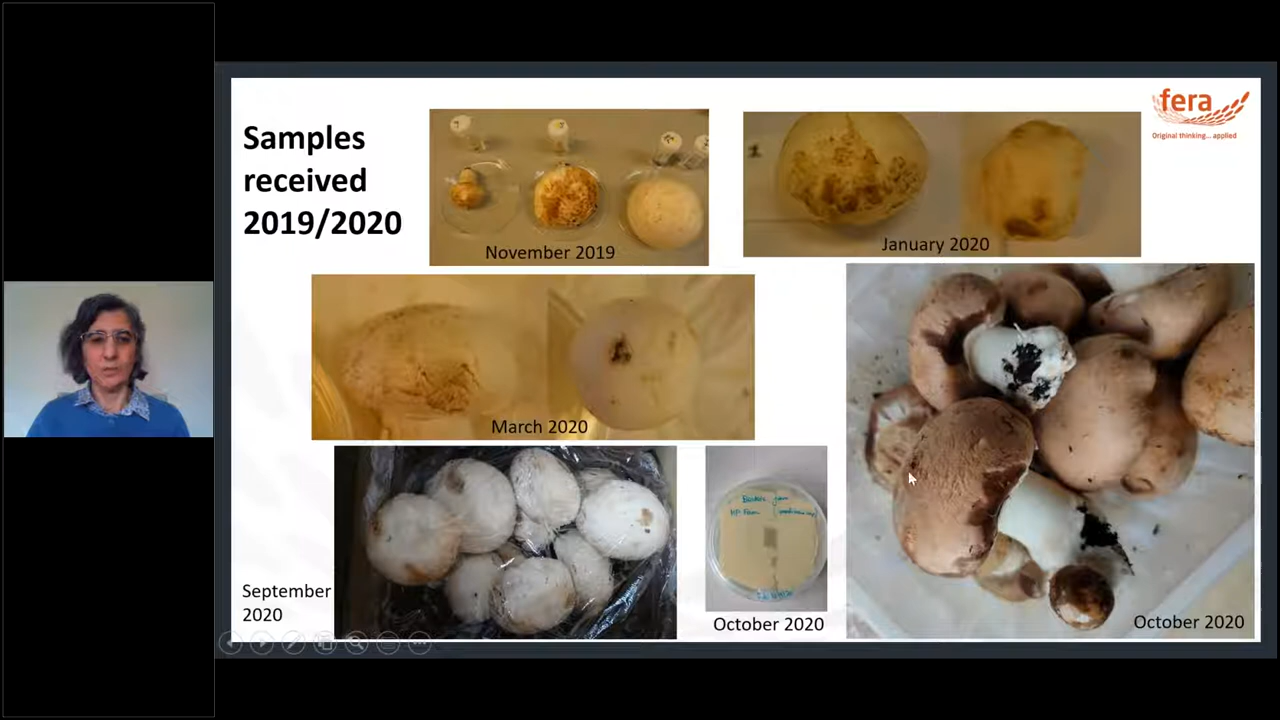 Samples
received
2019/2020
fera
Original thinking... applied
November 2019
January 2020
March 2020
September
2020
October 2020
October 2020